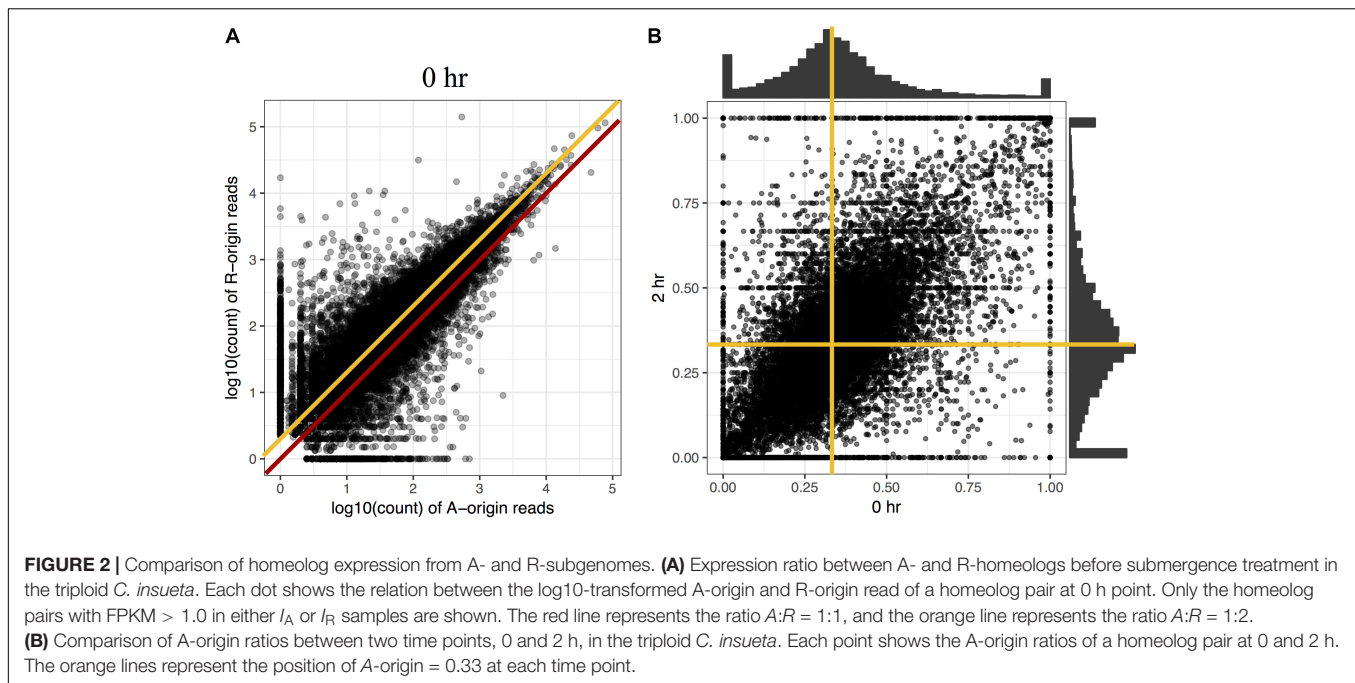 A
0 hr
5
4
3
2
1
0
log10(count) of R−origin reads
0
1
2
3
4
5
log10(count) of A−origin reads
B
1.00
0.75
0.50
0.25
0.00
2 hr
0.00
0.25
0.50
0.75
1.00
0 hr
FIGURE 2 | Comparison of homeolog expression from A- and R-subgenomes. (A) Expression ratio between A- and R-homeologs before submergence treatment in
the triploid C. insueta. Each dot shows the relation between the log10-transformed A-origin and R-origin read of a homeolog pair at 0 h point. Only the homeolog
pairs with FPKM > 1.0 in either IA or IR samples are shown. The red line represents the ratio A:R = 1:1, and the orange line represents the ratio A:R = 1:2.
(B) Comparison of A-origin ratios between two time points, 0 and 2 h, in the triploid C. insueta. Each point shows the A-origin ratios of a homeolog pair at 0 and 2 h.
The orange lines represent the position of A-origin = 0.33 at each time point.